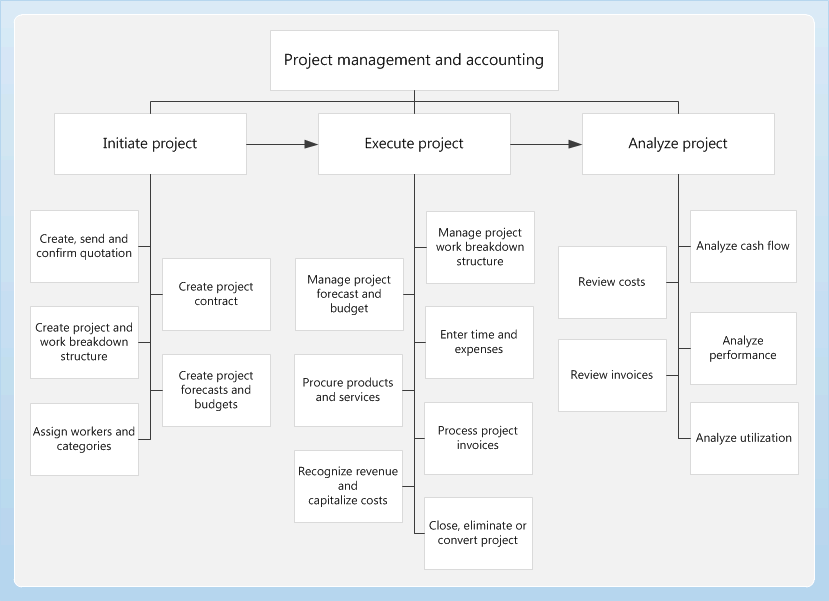 Project management and accounting
Initiate project
Execute project
Analyze project
Create, send and
confirm quotation
Create project
contract
Create project and
work breakdown
structure
Create project
forecasts and
budgets
Assign workers and
categories
Manage project
work breakdown
structure
Manage project
forecast and
budget
Enter time and
expenses
Procure products
and services
Process project
invoices
Recognize revenue
and
capitalize costs
Close, eliminate or
convert project
Analyze cash flow
Review costs
Analyze
performance
Review invoices
Analyze utilization